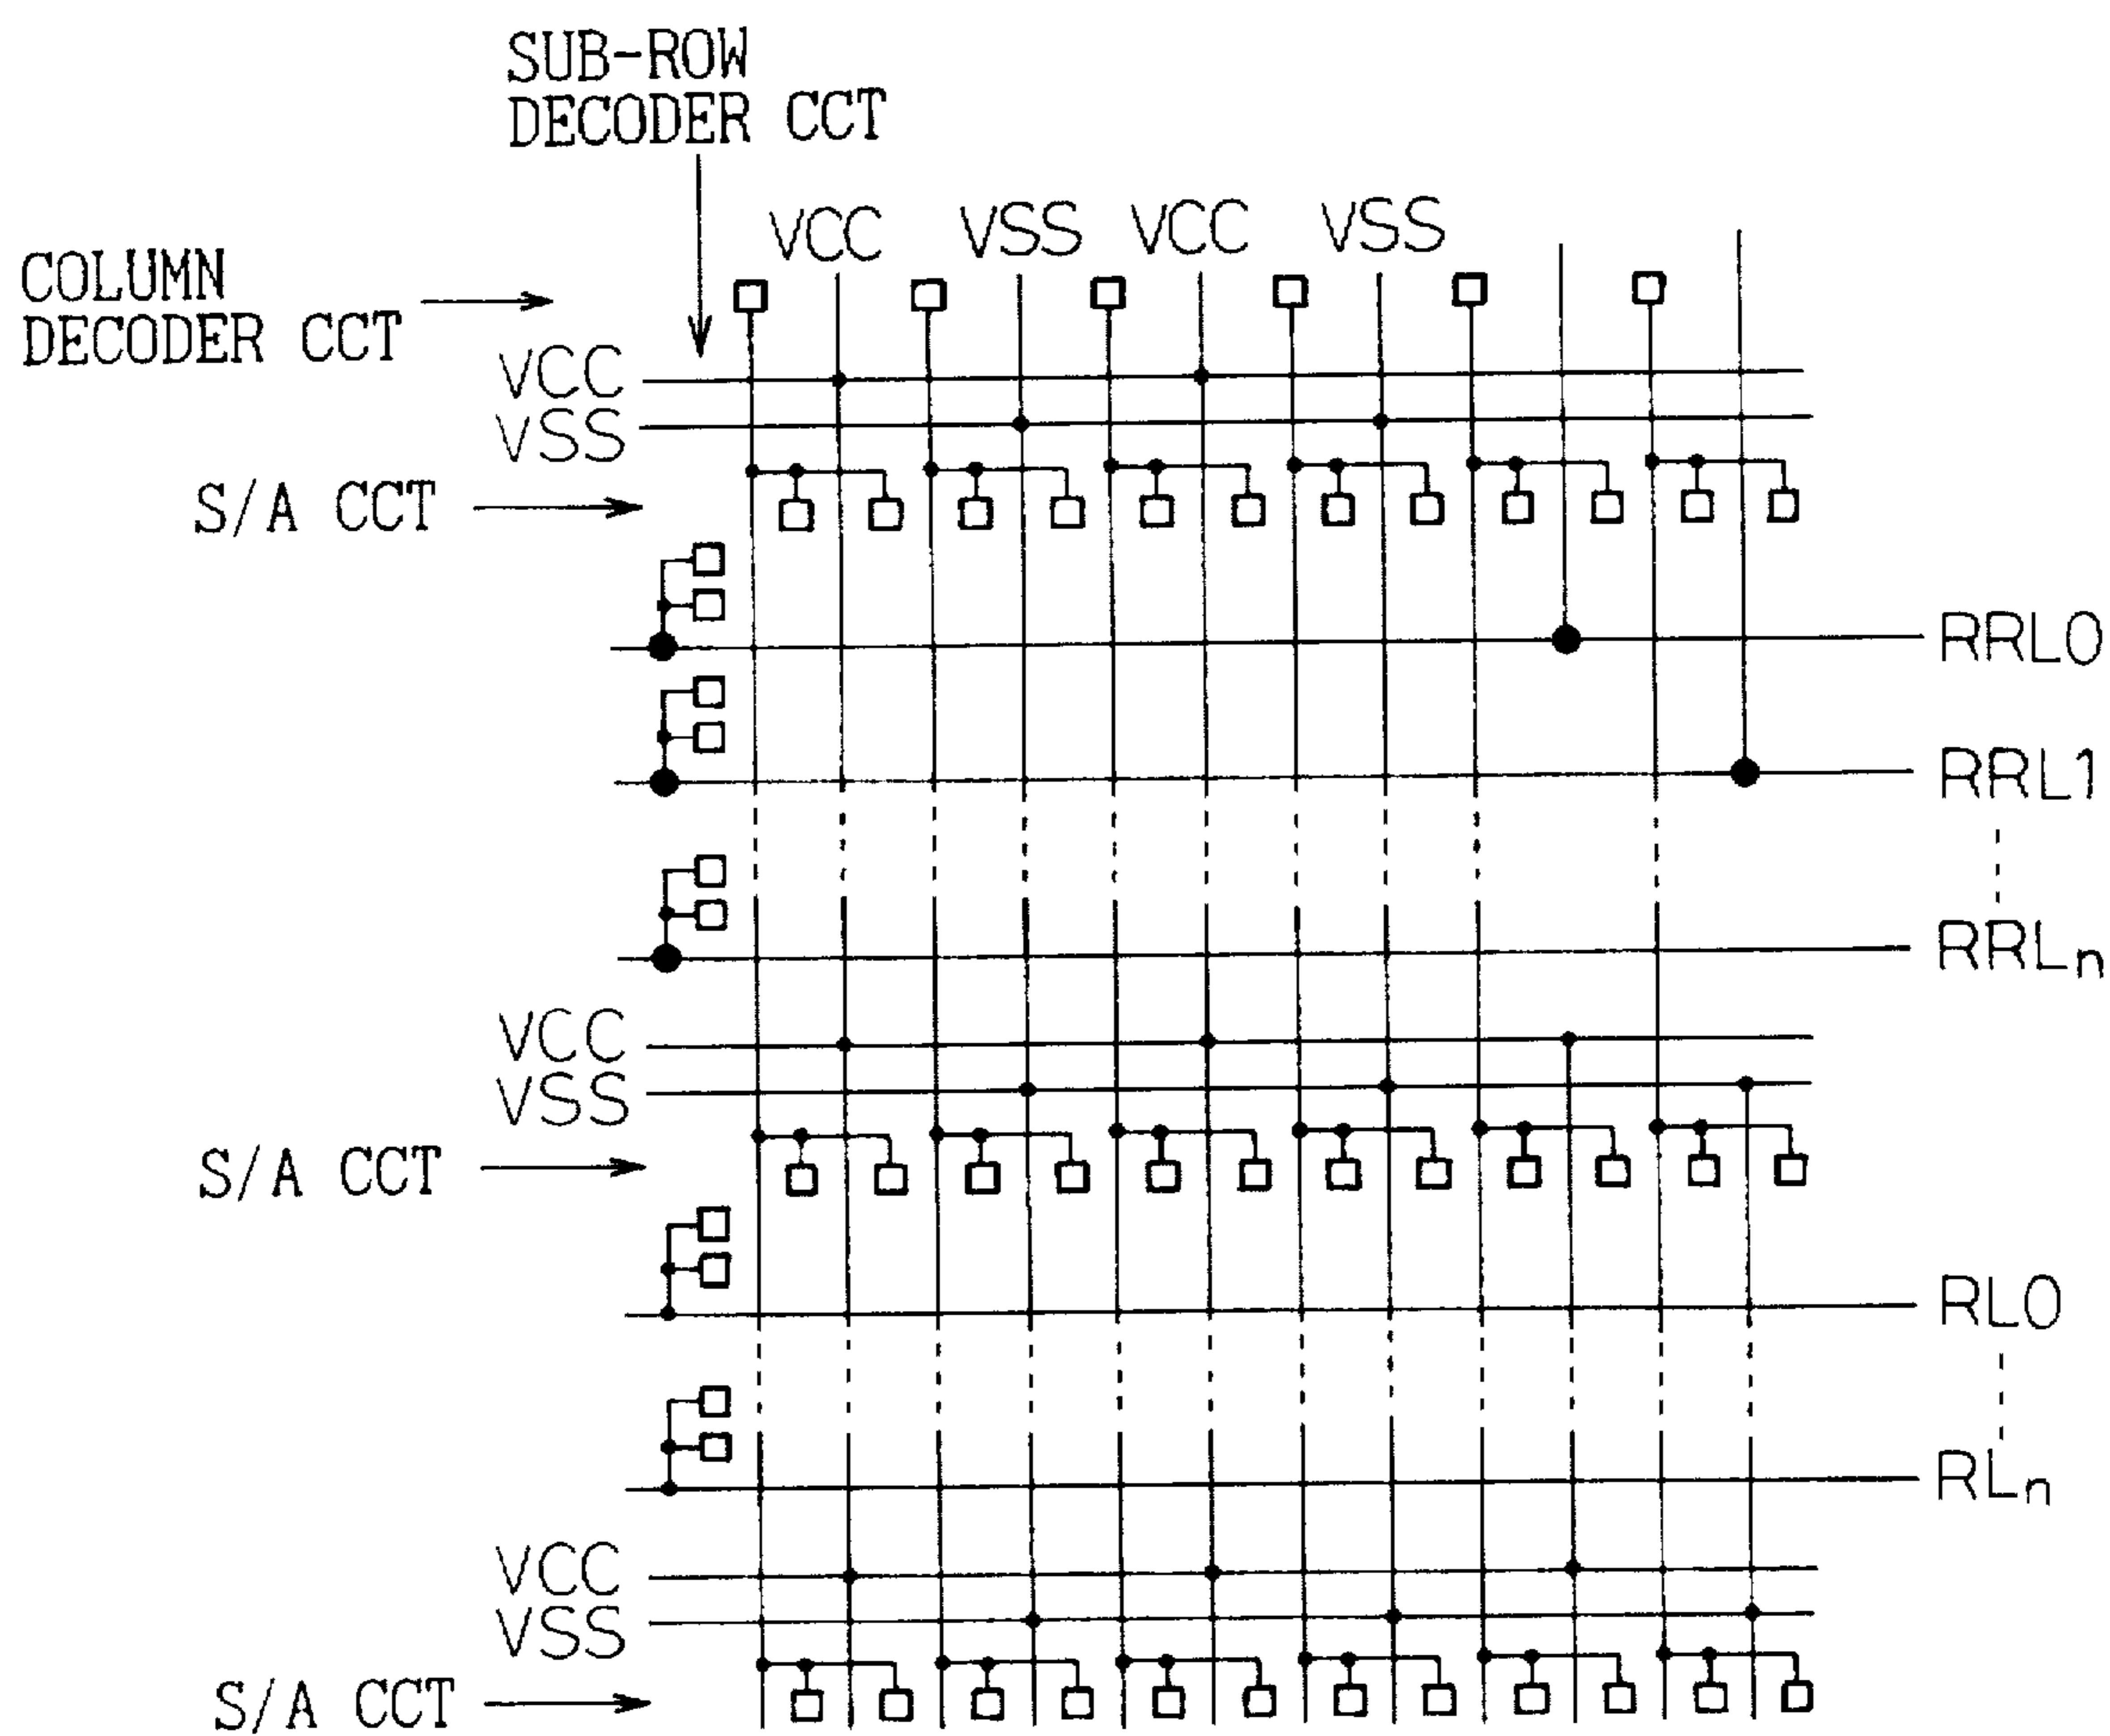 SUB-ROW
DECODER CCT
VCC VSS VCC VSS
COLUMN
DECODER CCT
VCC
VSS
S/A CCT
RRL0
RRL1
RRLn
VCC
VSS
S/A CCT
RL0
RLn
VCC
VSS
S/A CCT